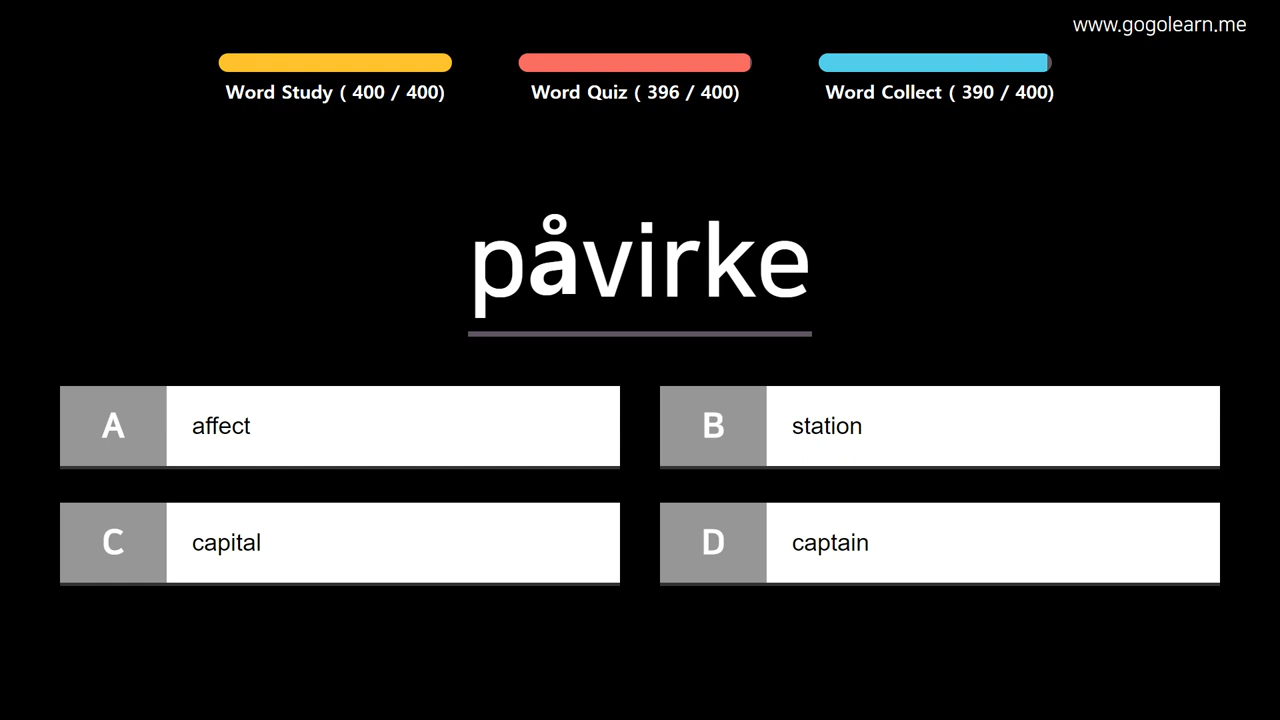 www.gogolearn.me
Word Study ( 400 / 400)
Word Quiz ( 396 / 400)
Word Collect ( 390 / 400)
påvirke
A affect
B station
C capital
D captain